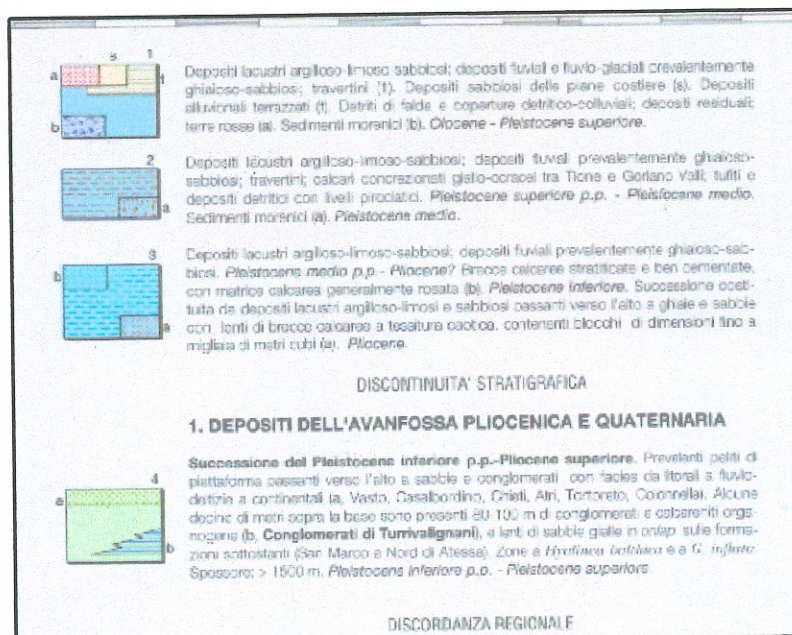 s 1
a t
b
Depositi lacustri argilloso-limoso sabbiosi; depositi fluviali e fluvio-glaciali prevalentemente
ghiaioso-sabbiosi; travertini (1). Depositi sabbiosi delle piane costiere (s). Depositi
alluvionali terrazzati (t). Detriti di falda e coperture detritico-colluviali; depositi residuali;
terre rosse (a). Sedimenti morenici (b). Olocene - Pleistocene superiore.
2
a
Depositi lacustri argilloso-limoso-sabbiosi; depositi fluviali prevalentemente ghiaioso-
sabbiosi; travertini; calcari concrezionati giallo-ocracei tra Tione e Goriano Valli; tufiti e
depositi detritici con livelli piroclatici. Pleistocene superiore p.p. - Pleistocene medio.
Sedimenti morenici (a). Pleistocene medio.
3
b
a
Depositi lacustri argilloso-limoso-sabbiosi; depositi fluviali prevalentemente ghiaioso-sab-
biosi. Pleistocene medio p.p. - Pliocene? Brecce calcaree stratificate e ben cementate,
con matrice calcarea generalmente rosata (b). Pleistocene inferiore. Successione costi-
tuita da depositi lacustri argilloso-limosi e sabbiosi passanti verso l'alto a ghiaie e sabbie
con lenti di brecce calcaree a tessitura caotica, contenenti blocchi di dimensioni fino a
migliaia di metri cubi (a). Pliocene.
DISCONTINUITA' STRATIGRAFICA
1. DEPOSITI DELL'AVANFOSSA PLIOCENICA E QUATERNARIA
4
a
b
Successione del Pleistocene inferiore p.p.-Pliocene superiore. Prevalenti peliti di
piattaforma passanti verso l'alto a sabbie e conglomerati con facies da litorali a fluvio-
deltizie a continentali (a, Vasto, Casalbordino, Chieti, Atri, Tortoreto, Colonnella). Alcune
decine di metri sopra la base sono presenti 80-100 m di conglomerati e calcareniti orga-
nogene (b, Conglomerati di Turrivalignani), e lenti di sabbie gialle in onlap sulle forma-
zioni sottostanti (San Marco a Nord di Atessa). Zone a Hyalinea balthica e a G. inflata
Spessore: > 1500 m. Pleistocene inferiore p.p. - Pleistocene superiore
DISCORDANZA REGIONALE